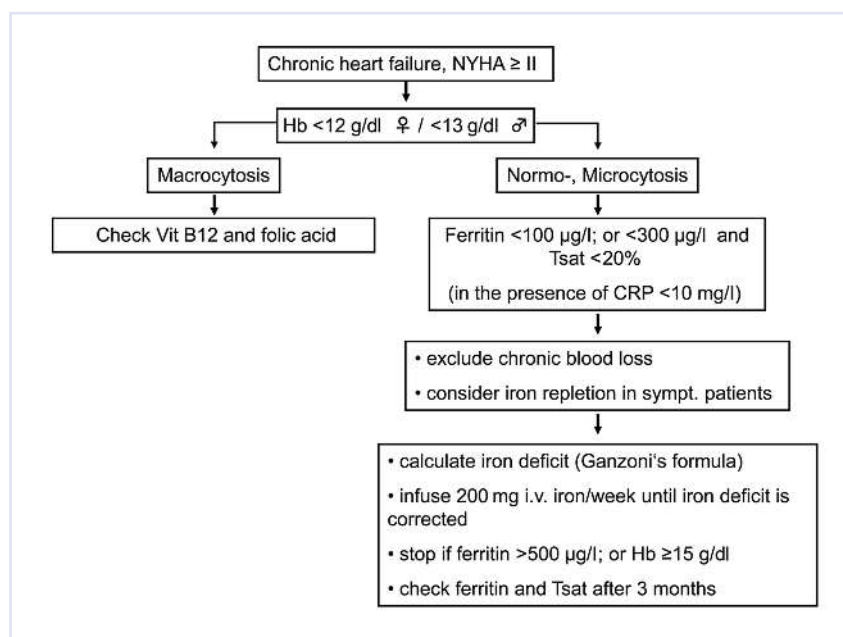 Chronic heart failure, NYHA ≥ II
Hb <12 g/dl ♀ / <13 g/dl ♂
Macrocytosis
Normo-, Microcytosis
Check Vit B12 and folic acid
Ferritin <100 µg/l; or <300 µg/l and
Tsat <20%
(in the presence of CRP <10 mg/l)
• exclude chronic blood loss
• consider iron repletion in sympt. patients
• calculate iron deficit (Ganzoni's formula)
• infuse 200 mg i.v. iron/week until iron deficit is
corrected
• stop if ferritin >500 µg/l; or Hb ≥15 g/dl
• check ferritin and Tsat after 3 months